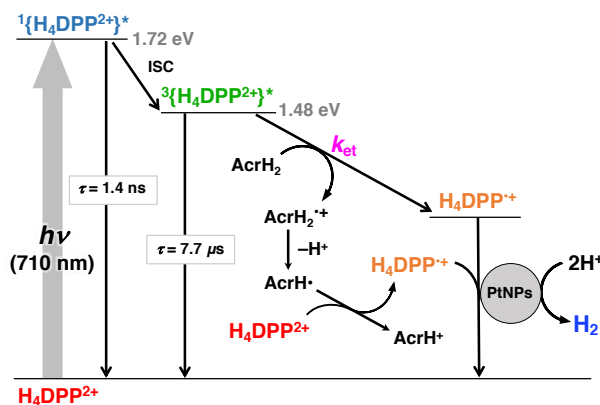 ¹{H₄DPP²⁺}*
1.72 eV
ISC
³{H₄DPP²⁺}*
1.48 eV
k_et
AcrH₂
τ = 1.4 ns
H₄DPP•⁺
AcrH₂•⁺
hν
(710 nm)
τ = 7.7 μs
–H⁺
H₄DPP•⁺
2H⁺
PtNPs
AcrH•
H₄DPP²⁺
AcrH⁺
H₂
H₄DPP²⁺